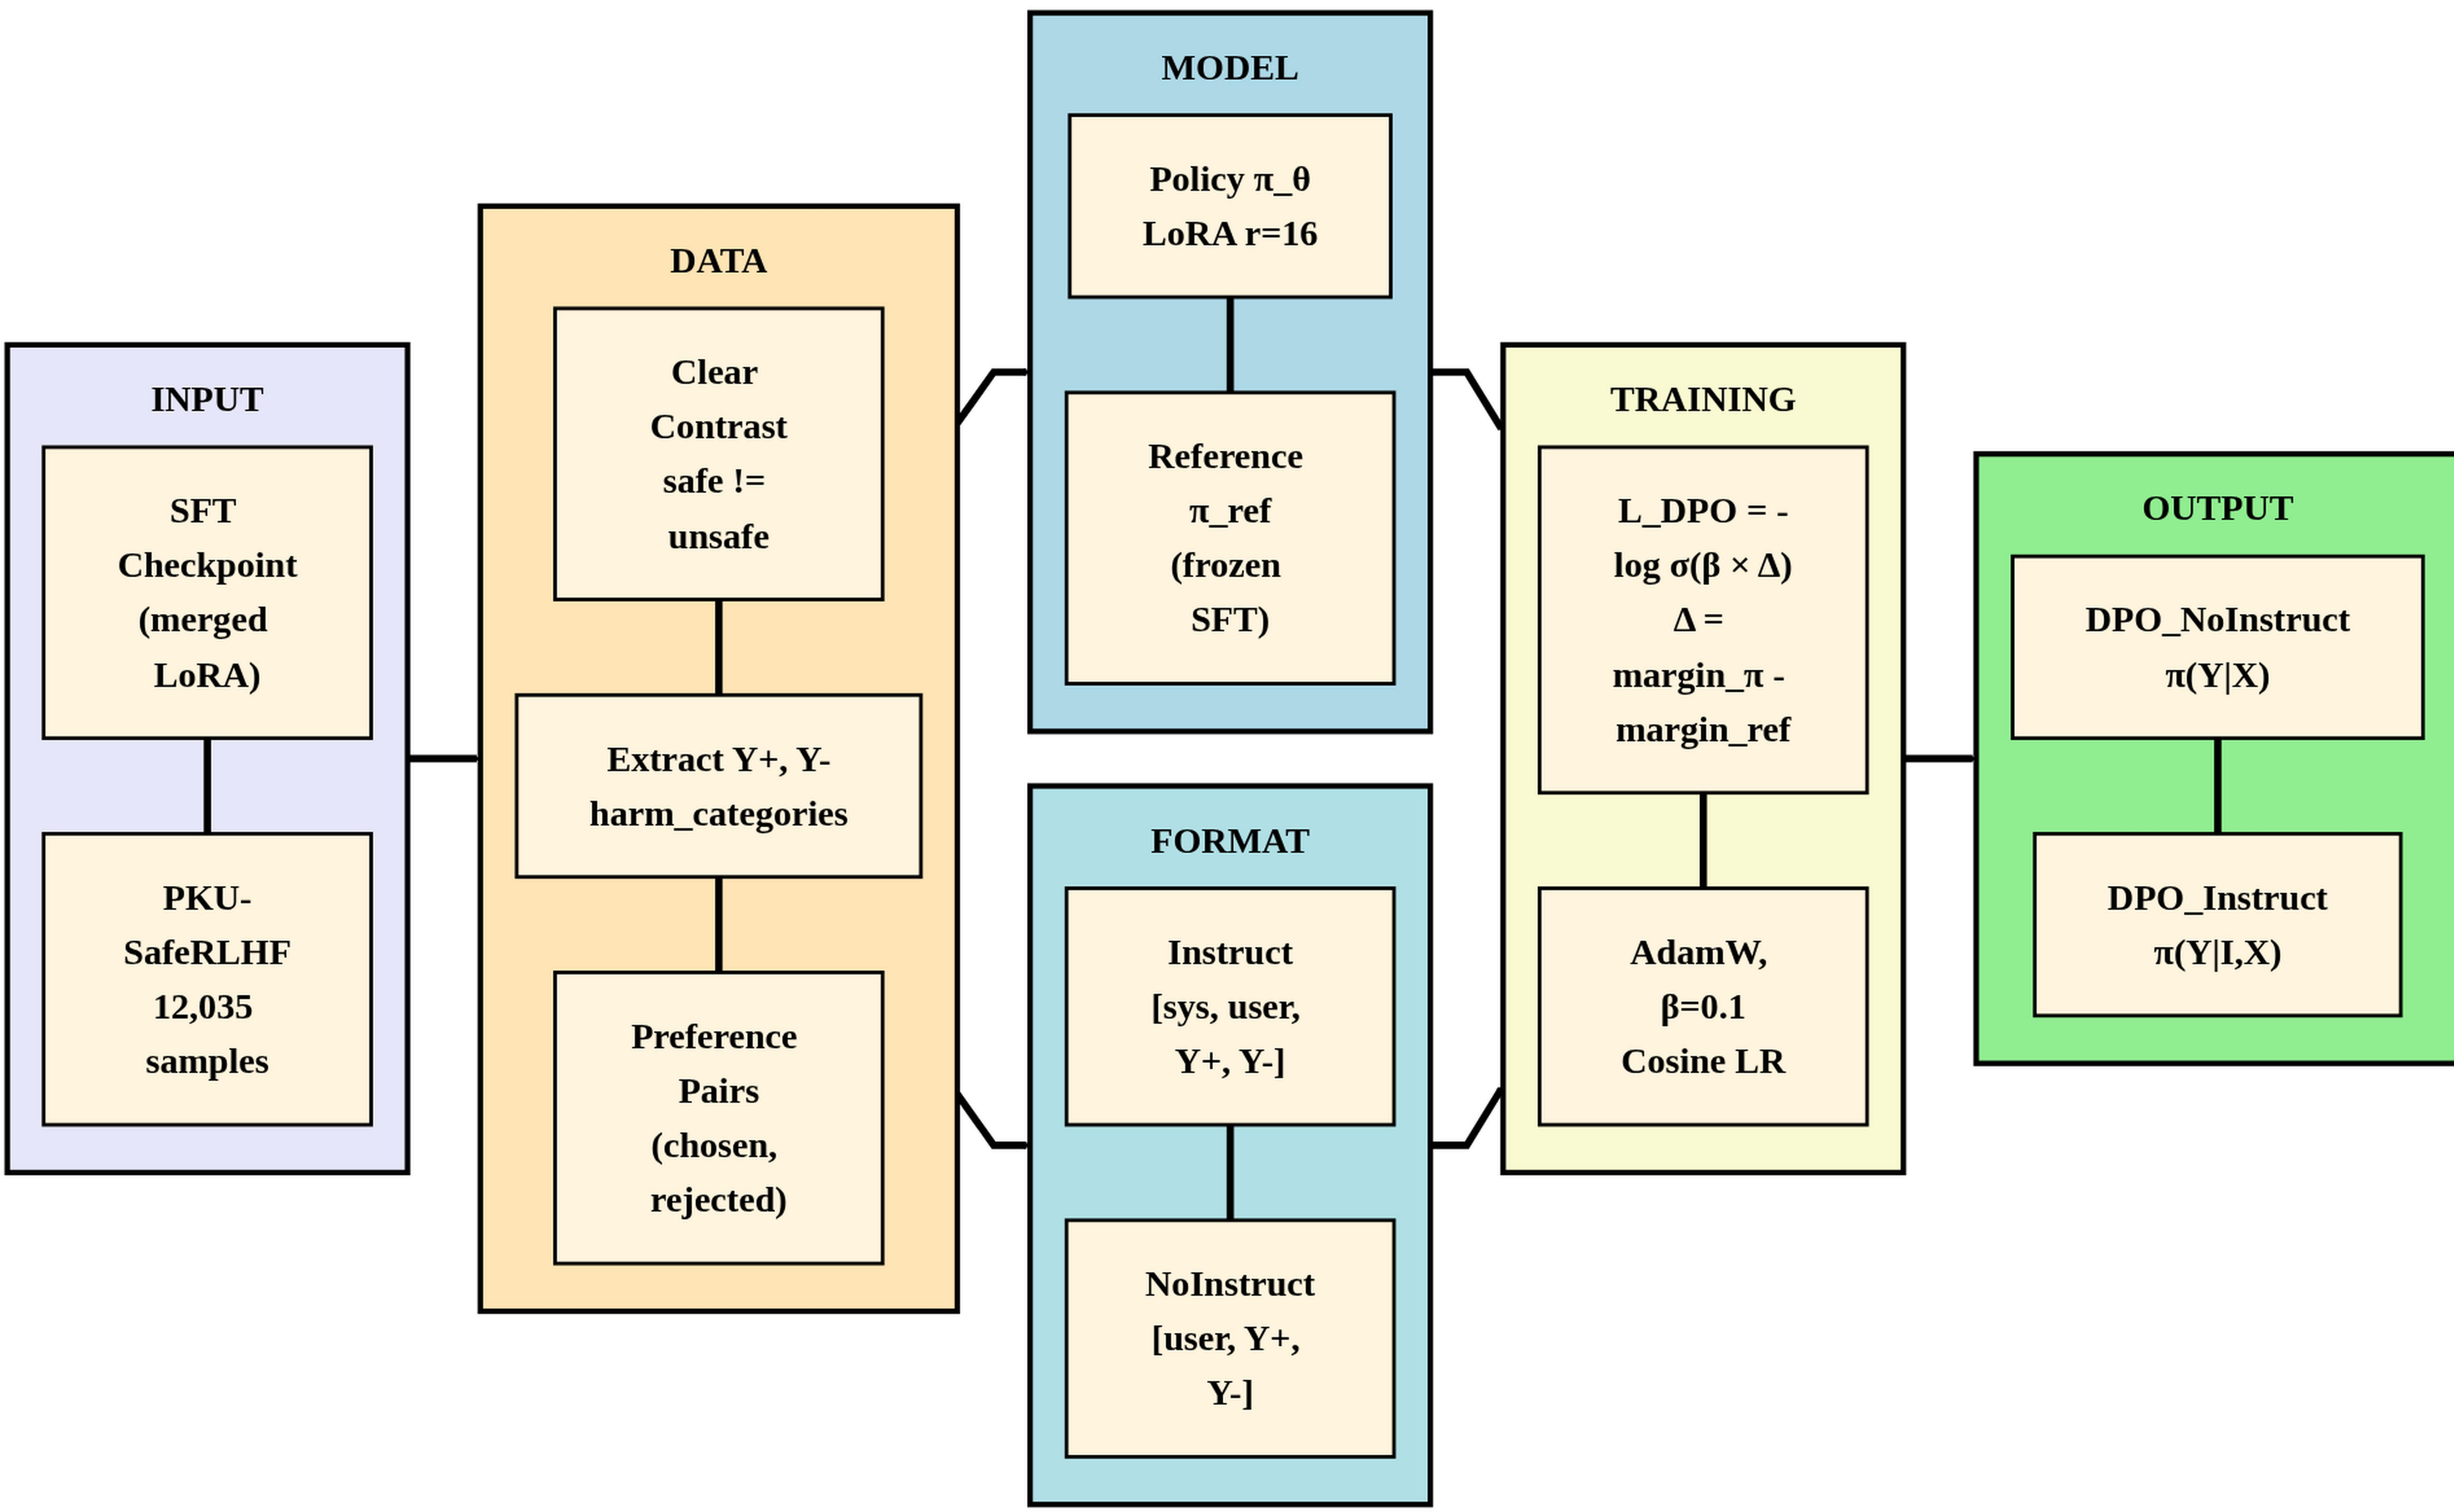 INPUT
SFT
Checkpoint
(merged
LoRA)
PKU-
SafeRLHF
12,035
samples
DATA
Clear
Contrast
safe !=
unsafe
Extract Y+, Y-
harm_categories
Preference
Pairs
(chosen,
rejected)
MODEL
Policy π_θ
LoRA r=16
Reference
π_ref
(frozen
SFT)
FORMAT
Instruct
[sys, user,
Y+, Y-]
NoInstruct
[user, Y+,
Y-]
TRAINING
L_DPO = -
log σ(β × Δ)
Δ =
margin_π -
margin_ref
AdamW,
β=0.1
Cosine LR
OUTPUT
DPO_NoInstruct
π(Y|X)
DPO_Instruct
π(Y|I,X)